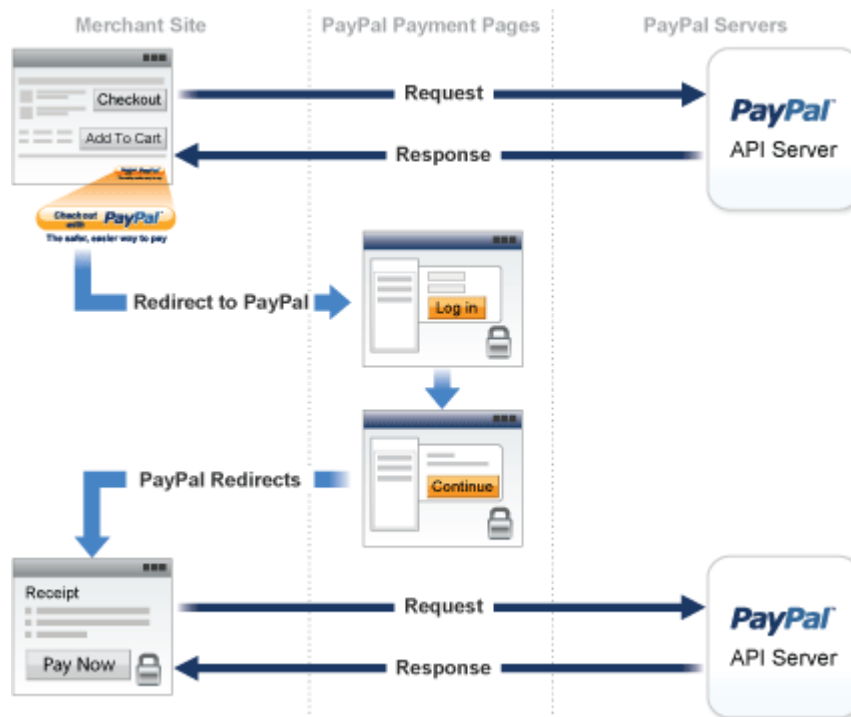 Merchant Site
PayPal Payment Pages
PayPal Servers
Checkout
Request
PayPal
API Server
Add To Cart
Response
Checkout with PayPal
The safer, easier way to pay
Redirect to PayPal
Log in
PayPal Redirects
Continue
Receipt
Request
PayPal
API Server
Pay Now
Response